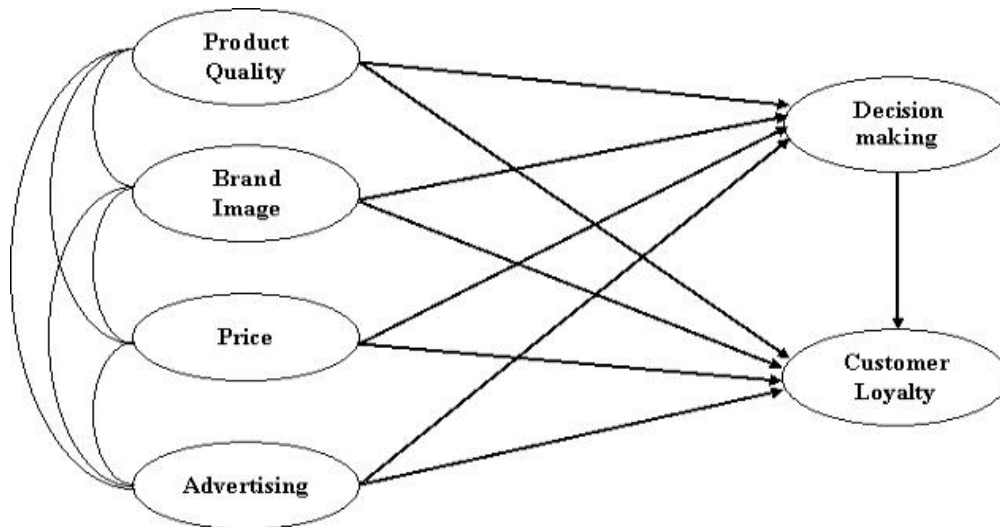 Product
Quality
Brand
Image
Price
Advertising
Decision
making
Customer
Loyalty